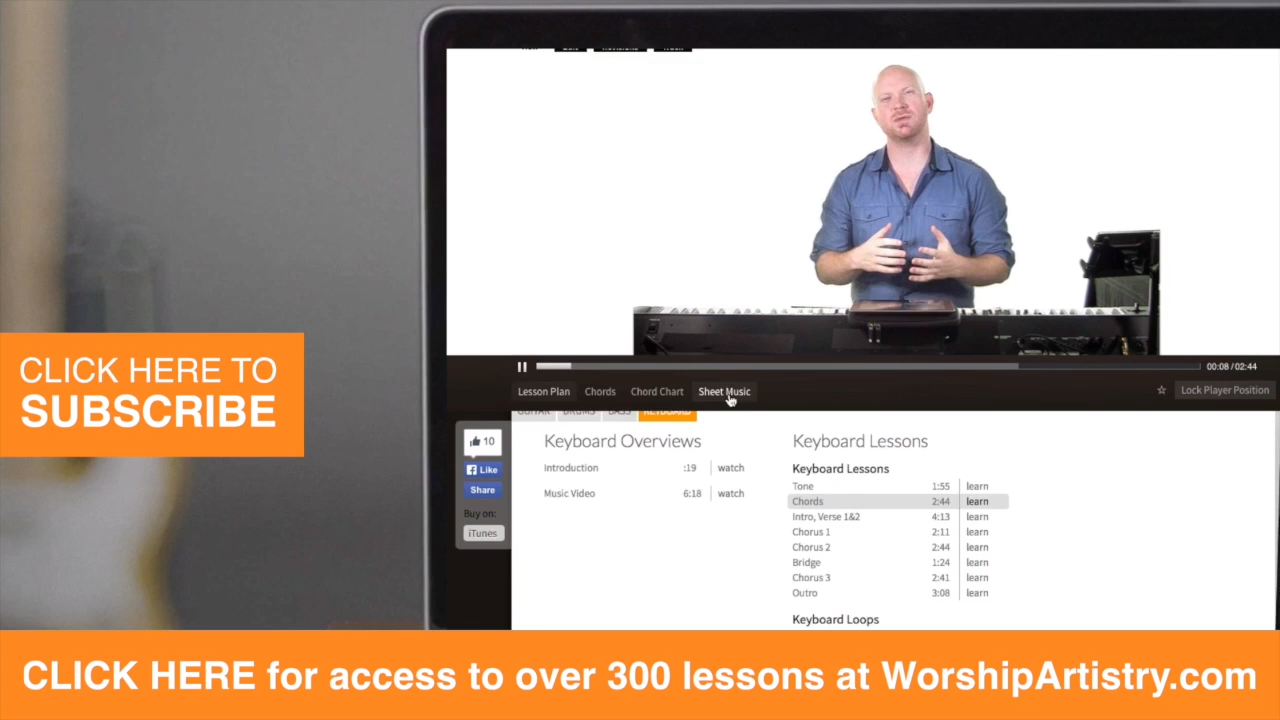 CLICK HERE TO
SUBSCRIBE
00:08 / 02:44
Lesson Plan Chords Chord Chart Sheet Music Lock Player Position
GUITAR DRUMS BASS KEYBOARD
10
Like
Share
Buy on:
iTunes
Keyboard Overviews
Introduction :19 watch
Music Video 6:18 watch
Keyboard Lessons
Keyboard Lessons
Tone 1:55 learn
Chords 2:44 learn
Intro, Verse 1&2 4:13 learn
Chorus 1 2:11 learn
Chorus 2 2:44 learn
Bridge 1:24 learn
Chorus 3 2:41 learn
Outro 3:08 learn
Keyboard Loops
CLICK HERE for access to over 300 lessons at WorshipArtistry.com